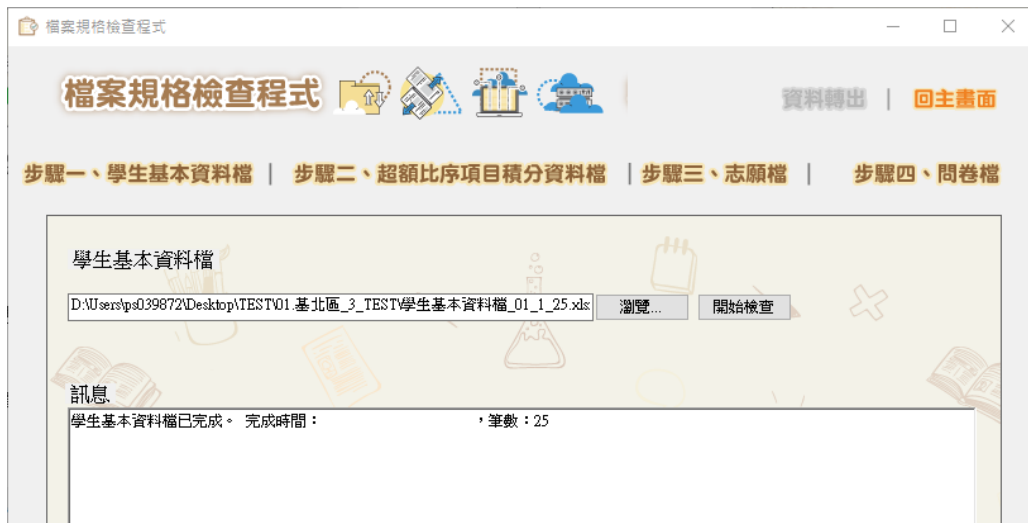 檔案規格檢查程式
檔案規格檢查程式
資料轉出 | 回主畫面
步驟一、學生基本資料檔 | 步驟二、超額比序項目積分資料檔 | 步驟三、志願檔 | 步驟四、問卷檔
學生基本資料檔
D:\Users\ps039872\Desktop\TEST\01.基北區_3_TEST\學生基本資料檔_01_1_25.xls 瀏覽... 開始檢查
訊息
學生基本資料檔已完成。 完成時間： ，筆數：25